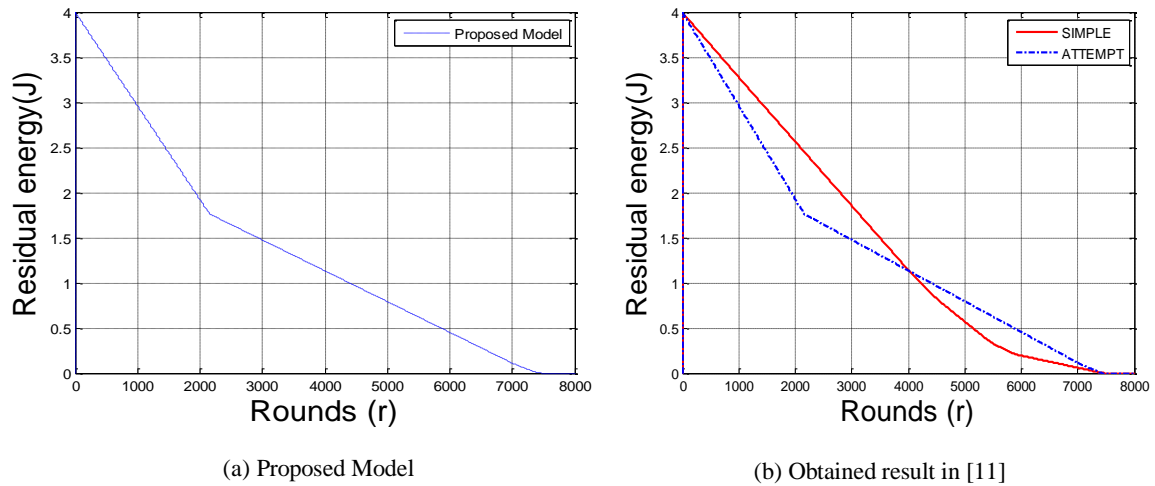 4
3.5
3
2.5
2
1.5
1
0.5
0
Residual energy(J)
Proposed Model
0 1000 2000 3000 4000 5000 6000 7000 8000
Rounds (r)
(a) Proposed Model
4
3.5
3
2.5
2
1.5
1
0.5
0
Residual energy(J)
SIMPLE
ATTEMPT
0 1000 2000 3000 4000 5000 6000 7000 8000
Rounds (r)
(b) Obtained result in [11]